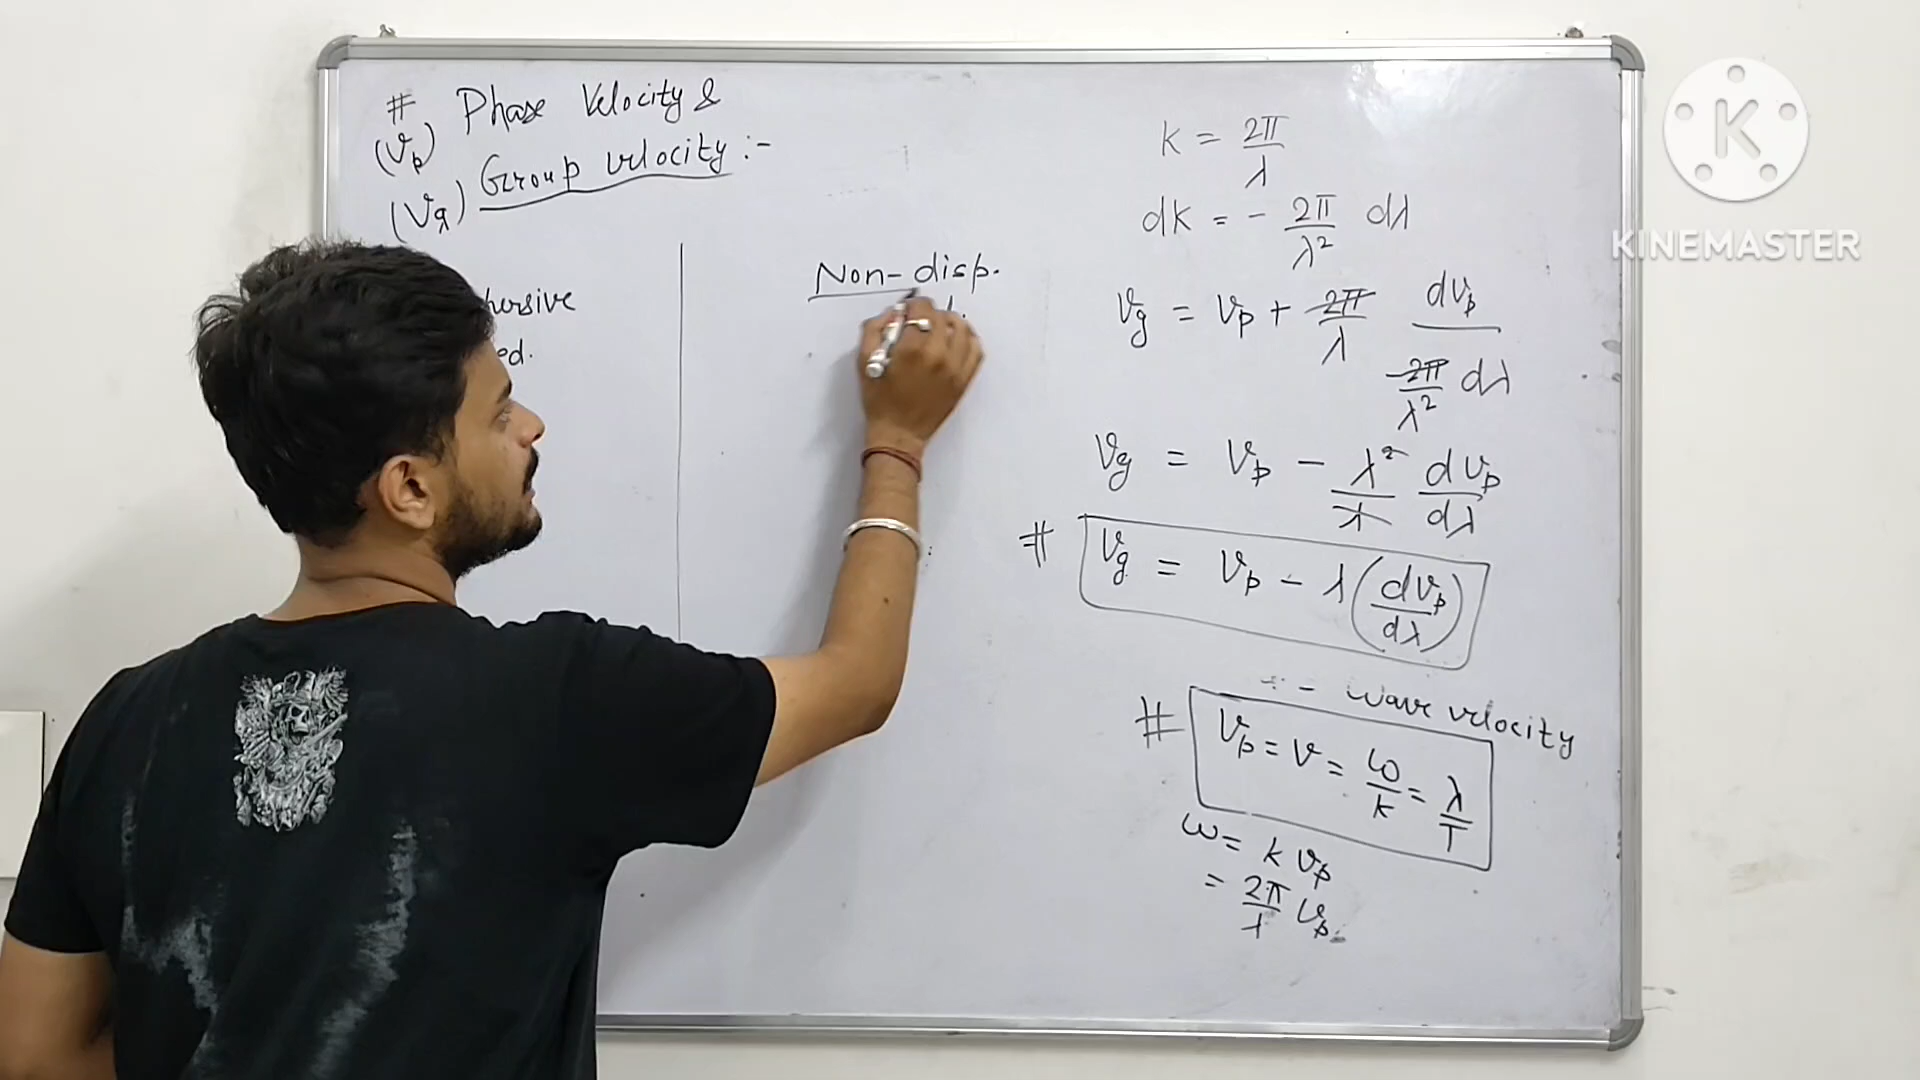 # Phase Velocity &
(Vp)
Group velocity :-
(Vg)
persive
ed.
Non-disp.
K = 2π/λ
dK = - 2π/λ² dλ
Vg = Vp + 2π/λ dVp / -2π/λ² dλ
Vg = Vp - λ²/λ dVp/dλ
# Vg = Vp - λ (dVp/dλ)
- wave velocity
# Vp = V = ω/k = λ/T
ω = k Vp
= 2π/λ Vp
K
KINEMASTER